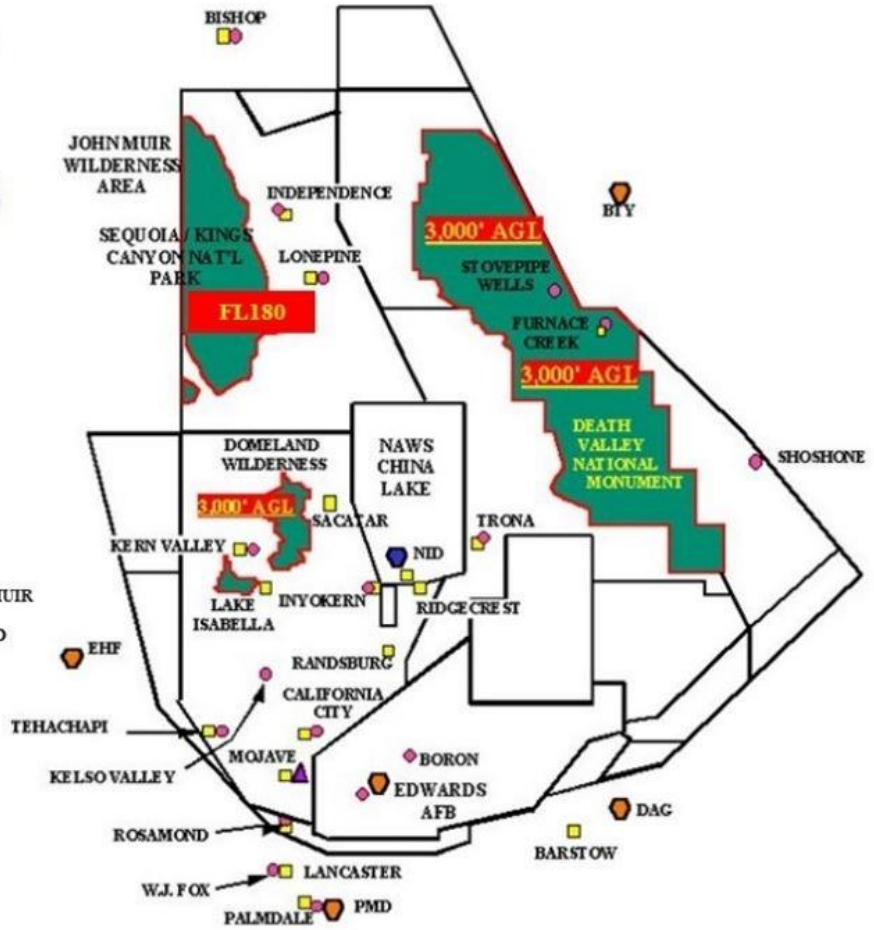 BISHOP
JOHN MUIR
WILDERNESS
AREA
INDEPENDENCE
BTY
3,000' AGL
SEQUOIA / KINGS
CANYON NAT'L
PARK
LONEPINE
STOVEPIPE
WELLS
FL180
FURNACE
CREEK
3,000' AGL
DEATH
VALLEY
NATIONAL
MONUMENT
DOMELAND
WILDERNESS
NAWS
CHINA
LAKE
SHOSHONE
3,000' AGL
SACATAR
TRONA
KERN VALLEY
NID
LAKE
ISABELLA
INYOKERN
RIDGECREST
MUIR
EHF
RANDSBURG
CALIFORNIA
CITY
TEHACHAPI
MOJAVE
BORON
KELSO VALLEY
EDWARDS
AFB
DAG
ROSAMOND
BARSTOW
LANCASTER
W.J. FOX
PALMDALE
PMD